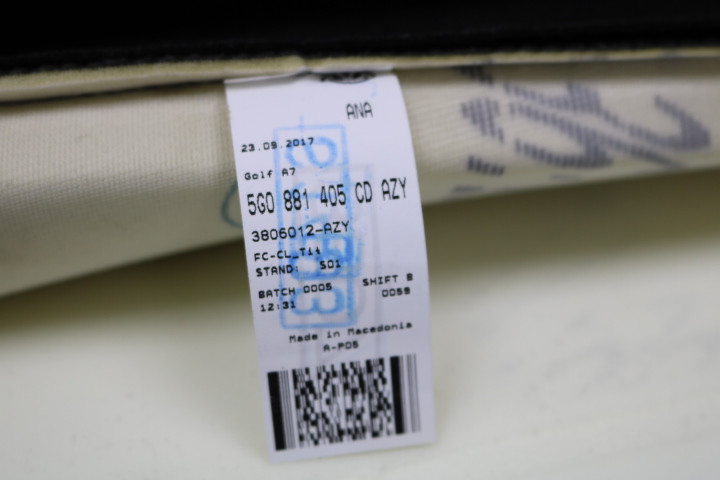 ANA
23.09.2017
Golf A7
5G0 881 405 CD AZY
3806012-AZY
FC-CL_T14
STAND: S01
BATCH 0005 SHIFT B
12:31 0059
Made in Macedonia
A-P05